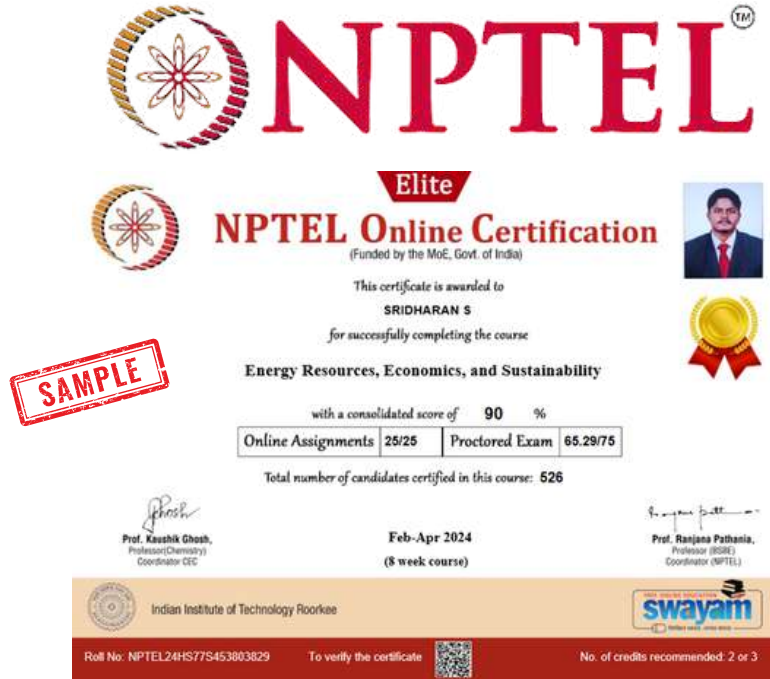 NPTEL
TM
Elite
NPTEL Online Certification
(Funded by the MoE, Govt. of India)
This certificate is awarded to
SRIDHARAN S
for successfully completing the course
Energy Resources, Economics, and Sustainability
SAMPLE
with a consolidated score of 90 %
Online Assignments 25/25 Proctored Exam 65.29/75
Total number of candidates certified in this course: 526
Prof. Kaushik Ghosh,
Professor(Chemistry)
Coordinator CEC
Feb-Apr 2024
(8 week course)
Prof. Ranjana Pathania,
Professor (BSBE)
Coordinator (NPTEL)
Indian Institute of Technology Roorkee
FREE ONLINE EDUCATION
swayam
Roll No: NPTEL24HS77S453803829 To verify the certificate No. of credits recommended: 2 or 3